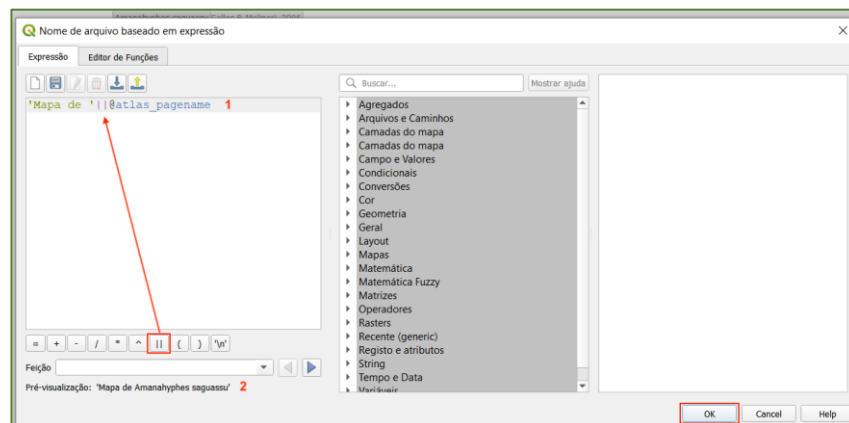 Nome de arquivo baseado em expressão
Expressão Editor de Funções
'Mapa de '||@atlas_pagename 1
Buscar... Mostrar ajuda
Agregados
Arquivos e Caminhos
Camadas do mapa
Camadas do mapa
Campo e Valores
Condicionais
Conversões
Cor
Geometria
Geral
Layout
Mapas
Matemática
Matemática Fuzzy
Matrizes
Operadores
Rasters
Recente (generic)
Registo e atributos
String
Tempo e Data
Variáveis
= + - / * ^ || ( ) '\n'
Feição
Pré-visualização: 'Mapa de Amanahyphes saguassu' 2
OK Cancel Help